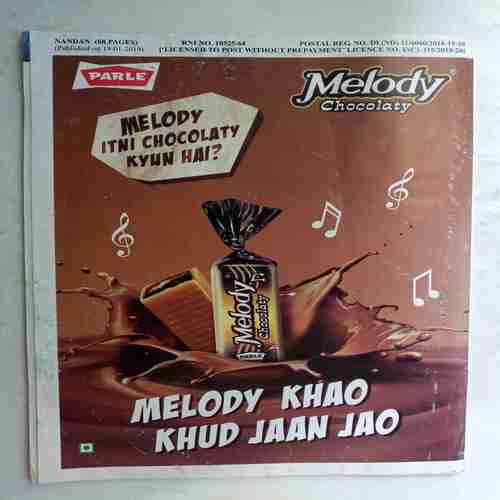 NANDAN (68 PAGES) RNI NO. 10525/64 POSTAL REG. NO. DL(ND)-11/6060/2018-19-20
(Published on 19-01-2019) ("LICENSED TO POST WITHOUT PREPAYMENT" LICENCE NO. U(C)-115/2018-20)
PARLE
Melody
Chocolaty
MELODY
ITNI CHOCOLATY
KYUN HAI?
Melody
Chocolaty
PARLE
MELODY KHAO
KHUD JAAN JAO